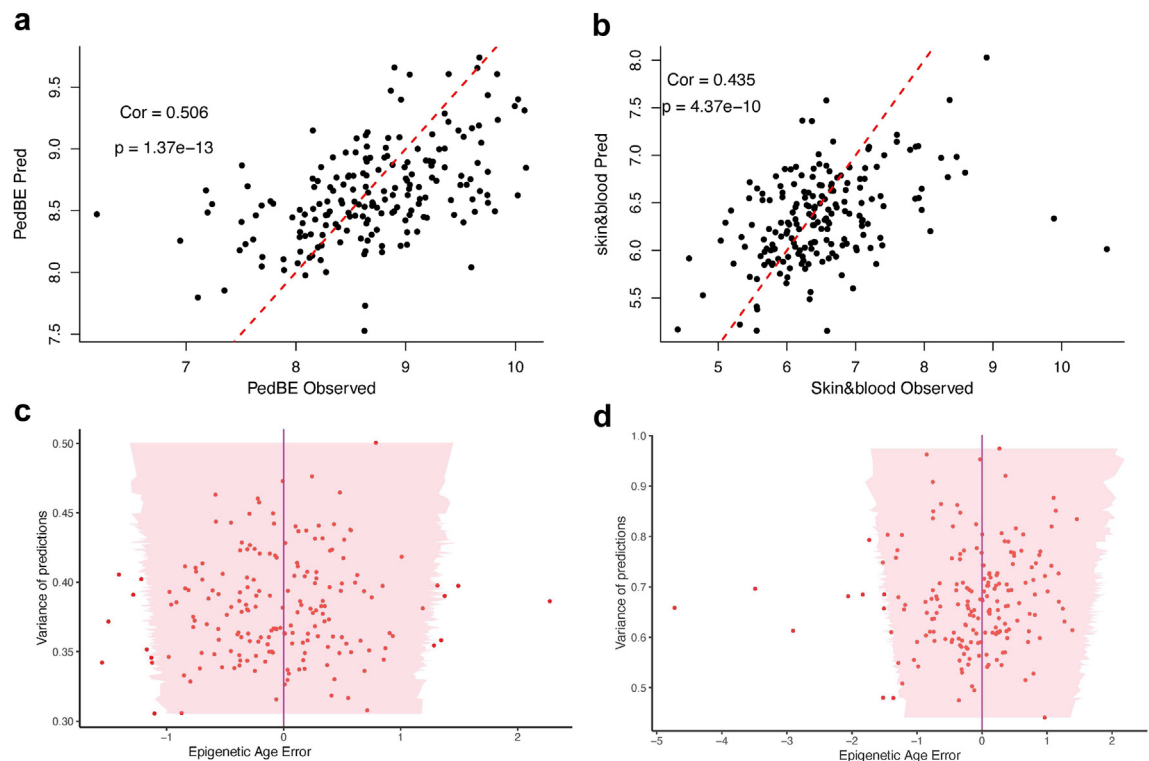 a
PedBE Pred
9.5
9.0
8.5
8.0
7.5
Cor = 0.506
p = 1.37e−13
7 8 9 10
PedBE Observed
b
skin&blood Pred
8.0
7.5
7.0
6.5
6.0
5.5
Cor = 0.435
p = 4.37e−10
5 6 7 8 9 10
Skin&blood Observed
c
Variance of predictions
0.50
0.45
0.40
0.35
0.30
−1 0 1 2
Epigenetic Age Error
d
Variance of predictions
1.0
0.9
0.8
0.7
0.6
0.5
−5 −4 −3 −2 −1 0 1 2
Epigenetic Age Error